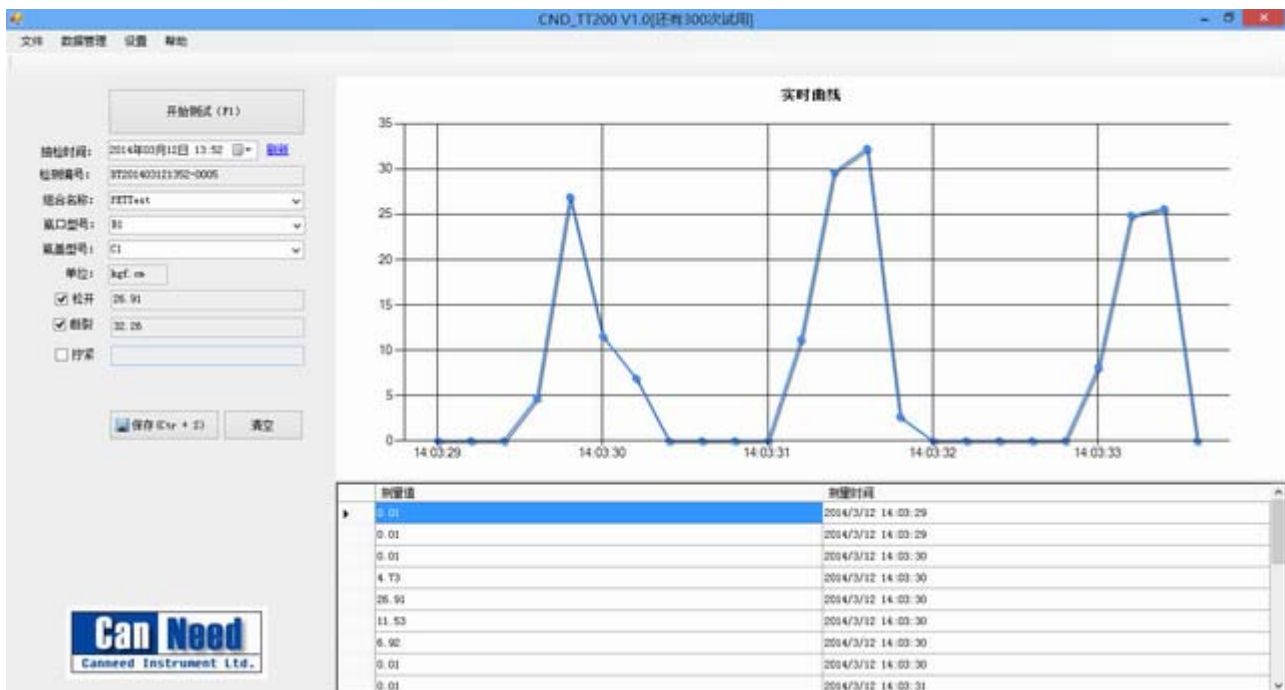 CND_TT200 V1.0[还有300次试用]
文件 数据管理 设置 帮助
开始测试 (F1)
抽检时间: 2014年03月12日 13:52 刷新
检测编号: BT201403121352-0005
组合名称: PETTest
瓶口型号: B1
瓶盖型号: C1
单位: kgf.cm
松开 26.91
断裂 32.26
拧紧
保存(Ctr + S) 清空
Can Need
Canneed Instrument Ltd.
实时曲线
35
30
25
20
15
10
5
0
14:03:29 14:03:30 14:03:31 14:03:32 14:03:33
测量值 测量时间
0.01 2014/3/12 14:03:29
0.01 2014/3/12 14:03:29
0.01 2014/3/12 14:03:30
4.73 2014/3/12 14:03:30
26.91 2014/3/12 14:03:30
11.53 2014/3/12 14:03:30
6.92 2014/3/12 14:03:30
0.01 2014/3/12 14:03:30
0.01 2014/3/12 14:03:31